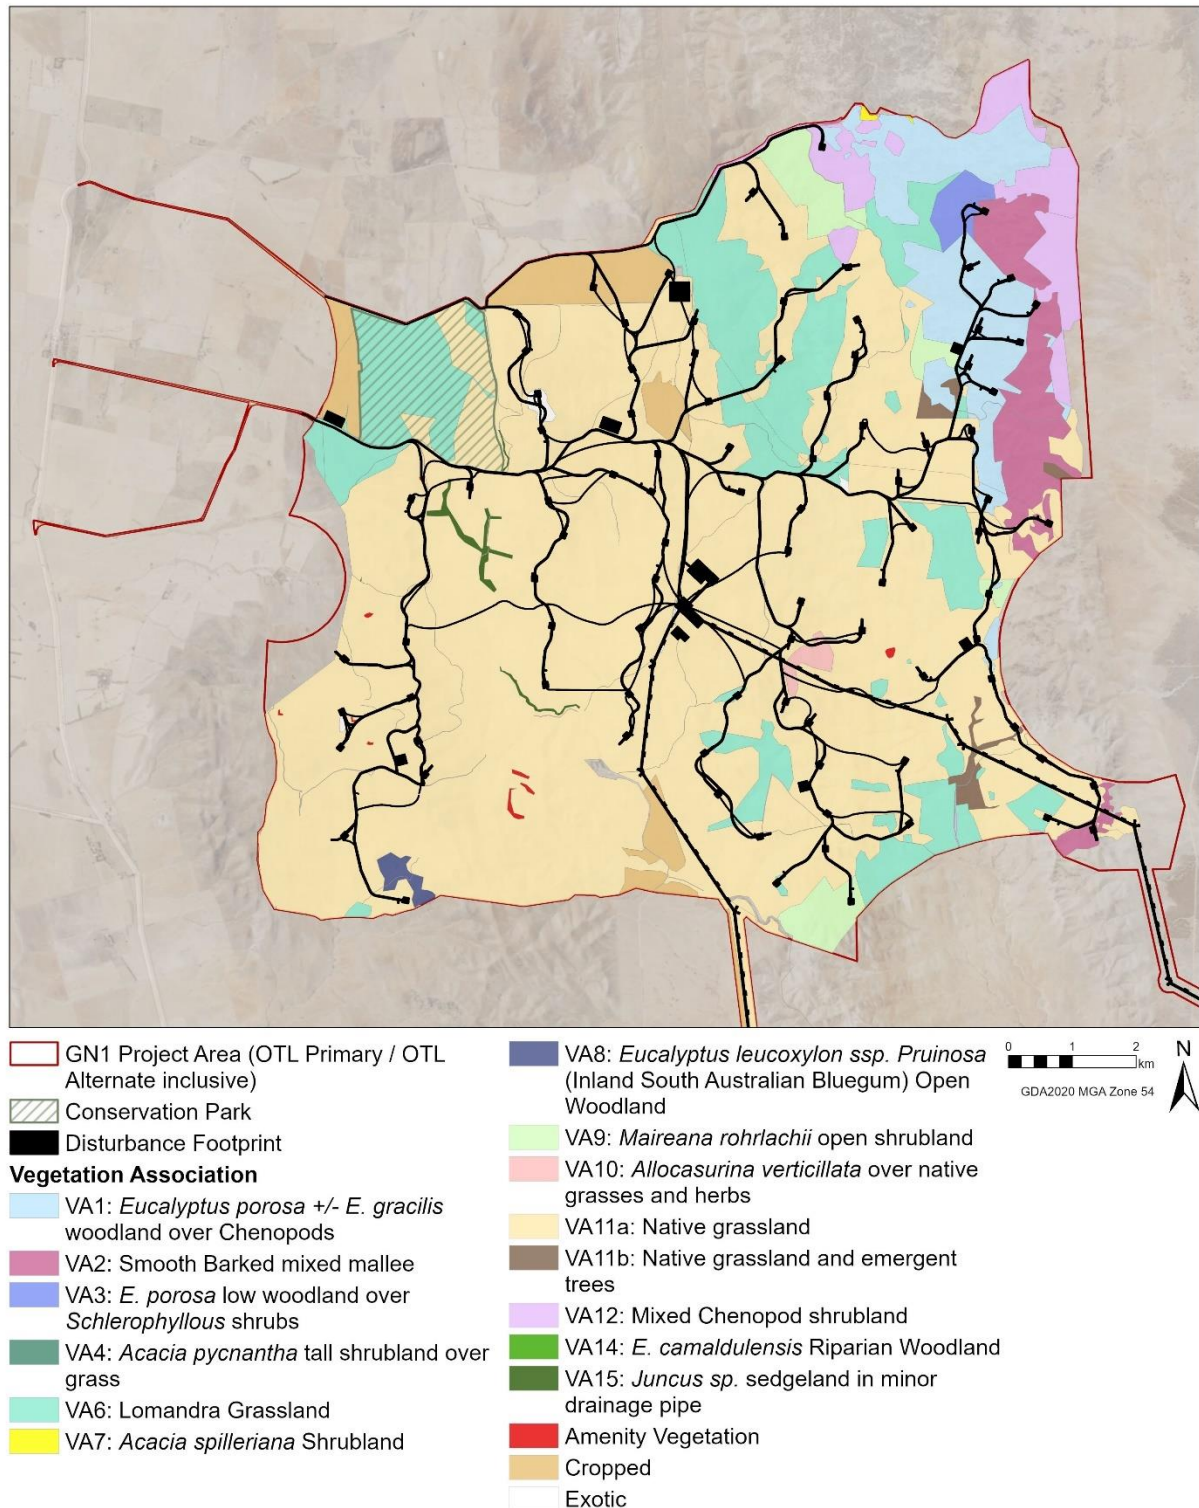 GN1 Project Area (OTL Primary / OTL
Alternate inclusive)
Conservation Park
Disturbance Footprint
Vegetation Association
VA1: Eucalyptus porosa +/- E. gracilis
woodland over Chenopods
VA2: Smooth Barked mixed mallee
VA3: E. porosa low woodland over
Schlerophyllous shrubs
VA4: Acacia pycnantha tall shrubland over
grass
VA6: Lomandra Grassland
VA7: Acacia spilleriana Shrubland
VA8: Eucalyptus leucoxylon ssp. Pruinosa
(Inland South Australian Bluegum) Open
Woodland
VA9: Maireana rohrlachii open shrubland
VA10: Allocasurina verticillata over native
grasses and herbs
VA11a: Native grassland
VA11b: Native grassland and emergent
trees
VA12: Mixed Chenopod shrubland
VA14: E. camaldulensis Riparian Woodland
VA15: Juncus sp. sedgeland in minor
drainage pipe
Amenity Vegetation
Cropped
Exotic
0 1 2
km
GDA2020 MGA Zone 54
N